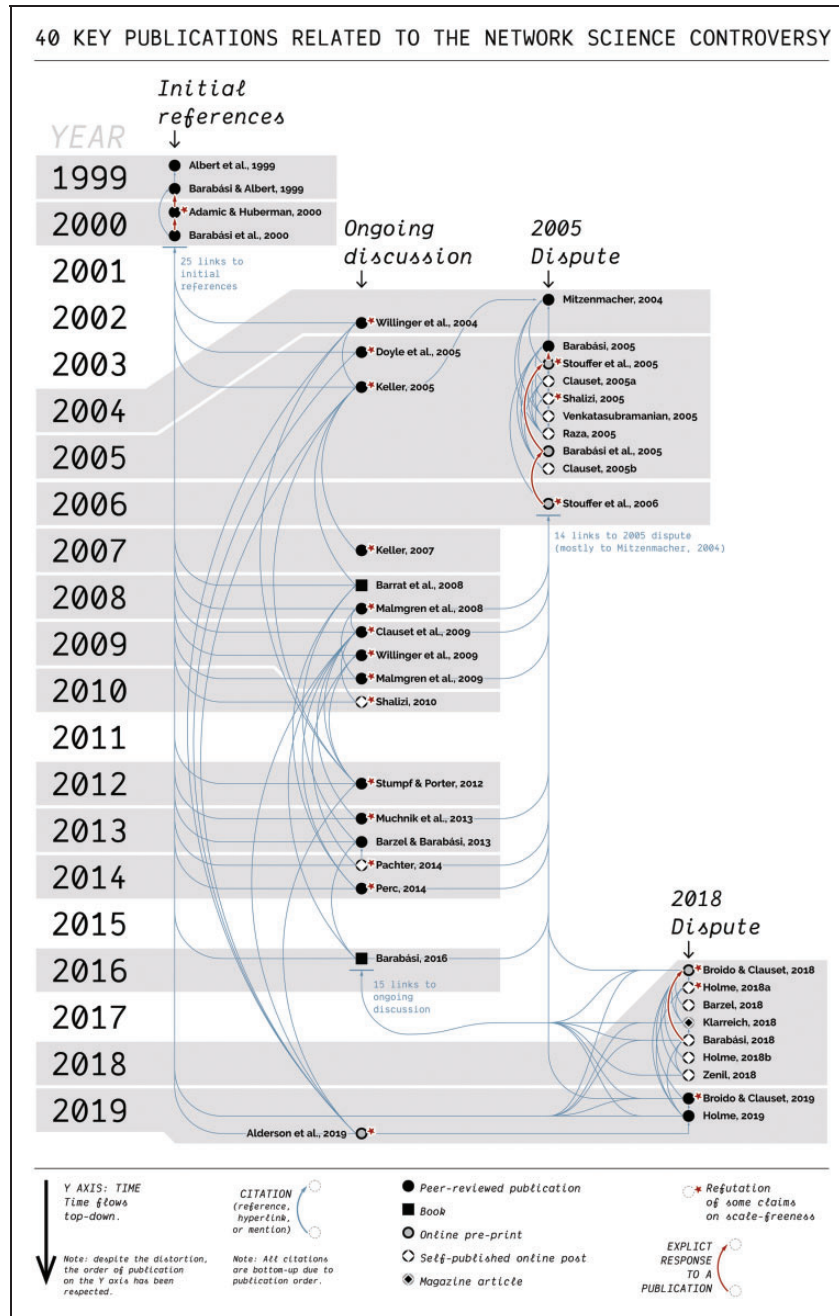 40 KEY PUBLICATIONS RELATED TO THE NETWORK SCIENCE CONTROVERSY
Initial
references
YEAR
1999
Albert et al., 1999
Barabási & Albert, 1999
2000
Adamic & Huberman, 2000
Barabási et al., 2000
Ongoing
discussion
2005
Dispute
25 links to
initial
references
2001
2002
Mitzenmacher, 2004
Willinger et al., 2004
2003
Barabási, 2005
Doyle et al., 2005
Stouffer et al., 2005
Keller, 2005
Clauset, 2005a
2004
Shalizi, 2005
Venkatasubramanian, 2005
Raza, 2005
2005
Barabási et al., 2005
Clauset, 2005b
2006
Stouffer et al., 2006
14 links to 2005 dispute
(mostly to Mitzenmacher, 2004)
2007
Keller, 2007
2008
Barrat et al., 2008
Malmgren et al., 2008
2009
Clauset et al., 2009
Willinger et al., 2009
2010
Malmgren et al., 2009
Shalizi, 2010
2011
2012
Stumpf & Porter, 2012
2013
Muchnik et al., 2013
Barzel & Barabási, 2013
2014
Pachter, 2014
Perc, 2014
2018
Dispute
2015
2016
Barabási, 2016
15 links to
ongoing
discussion
Broido & Clauset, 2018
Holme, 2018a
2017
Barzel, 2018
Klarreich, 2018
Barabási, 2018
2018
Holme, 2018b
Zenil, 2018
2019
Broido & Clauset, 2019
Holme, 2019
Alderson et al., 2019
Y AXIS: TIME
Time flows
top-down.
Note: despite the distortion,
the order of publication
on the Y axis has been
respected.
CITATION
(reference,
hyperlink,
or mention)
Note: All citations
are bottom-up due to
publication order.
Peer-reviewed publication
Book
Online pre-print
Self-published online post
Magazine article
Refutation
of some claims
on scale-freeness
EXPLICT
RESPONSE
TO A
PUBLICATION